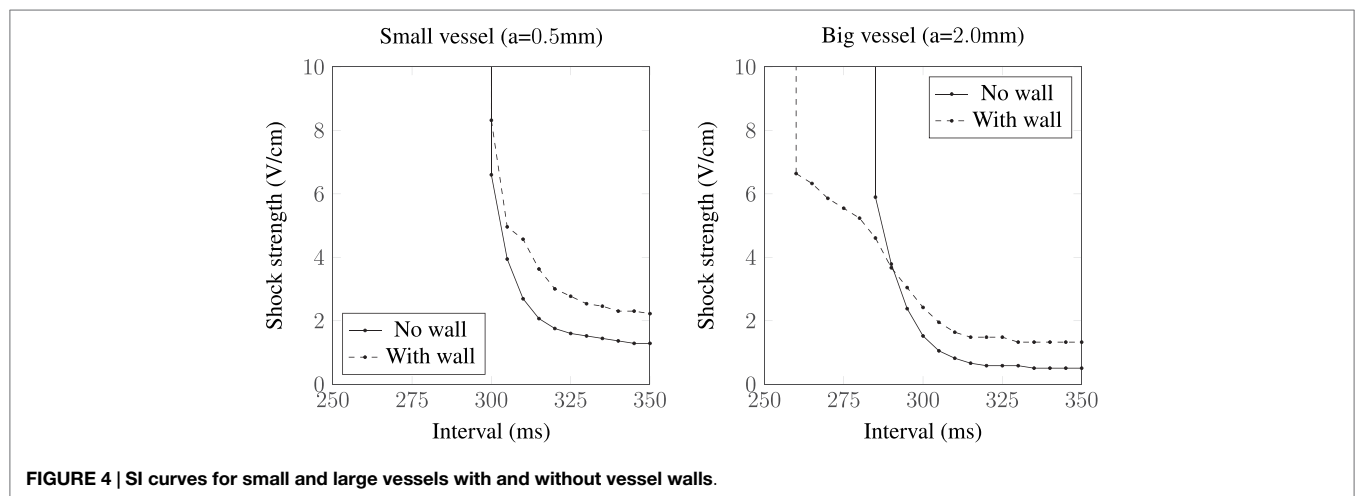 Small vessel (a=0.5mm)
10
8
6
4
2
0
250
275
300
325
350
Shock strength (V/cm)
Interval (ms)
No wall
With wall
Big vessel (a=2.0mm)
10
8
6
4
2
0
250
275
300
325
350
Shock strength (V/cm)
Interval (ms)
No wall
With wall
FIGURE 4 | SI curves for small and large vessels with and without vessel walls.